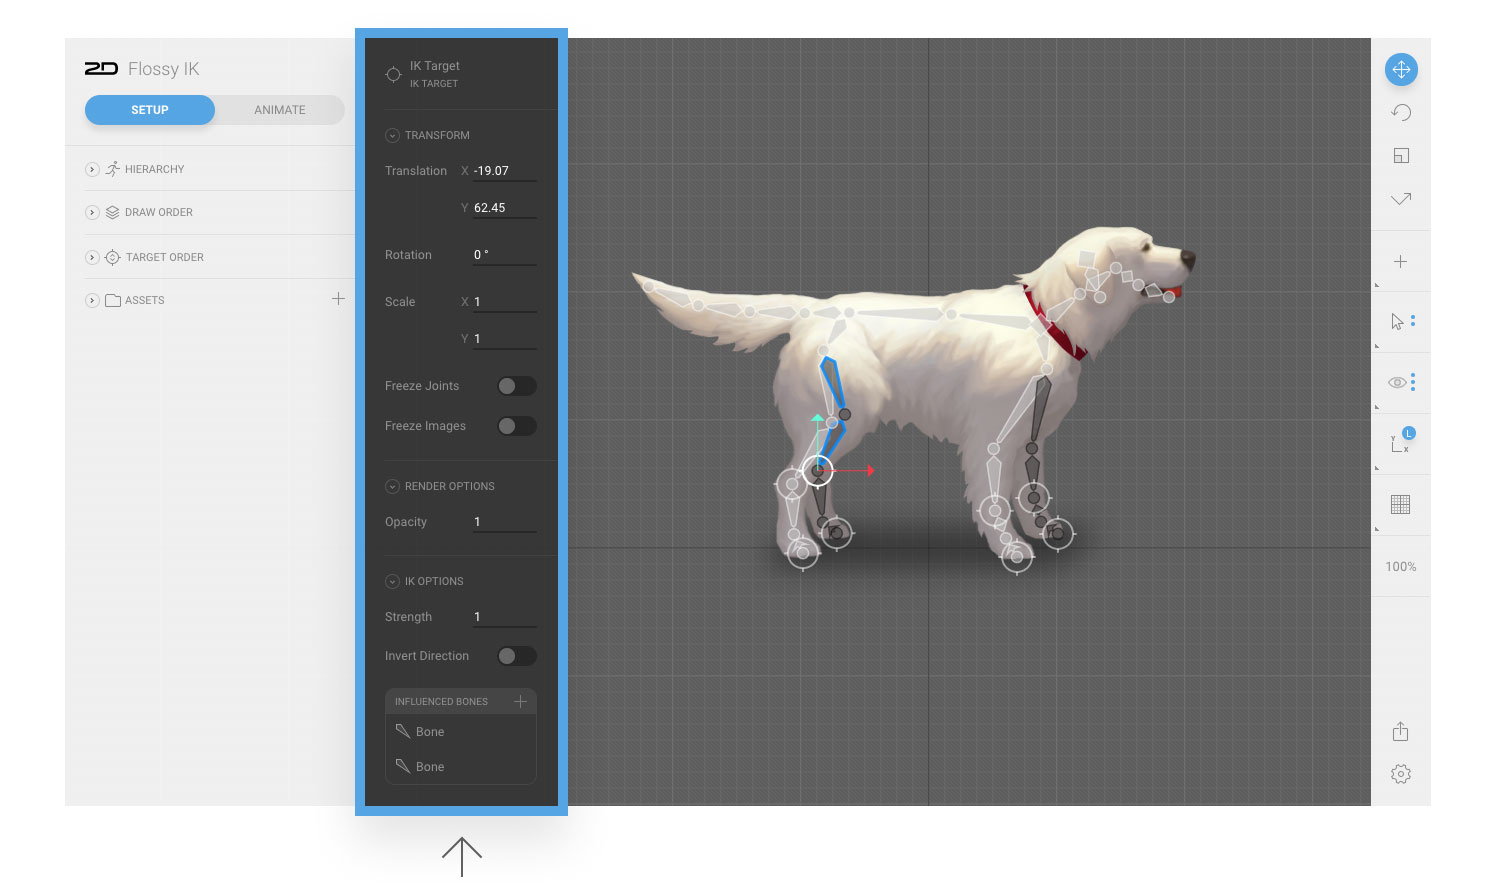 2D Flossy IK
SETUP ANIMATE
HIERARCHY
DRAW ORDER
TARGET ORDER
ASSETS
IK Target
IK TARGET
TRANSFORM
Translation X -19.07
Y 62.45
Rotation 0 °
Scale X 1
Y 1
Freeze Joints
Freeze Images
RENDER OPTIONS
Opacity 1
IK OPTIONS
Strength 1
Invert Direction
INFLUENCED BONES
Bone
Bone
L
Y
X
100%